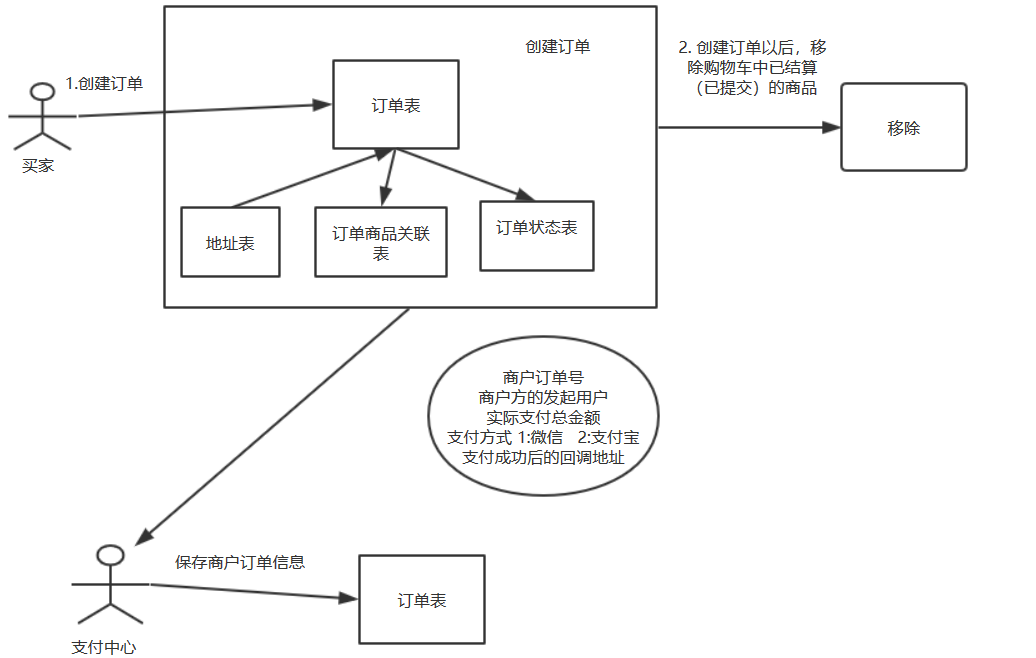 创建订单
2. 创建订单以后，移
除购物车中已结算
（已提交）的商品
1.创建订单
订单表
移除
买家
地址表
订单商品关联
表
订单状态表
商户订单号
商户方的发起用户
实际支付总金额
支付方式 1:微信 2:支付宝
支付成功后的回调地址
保存商户订单信息
订单表
支付中心